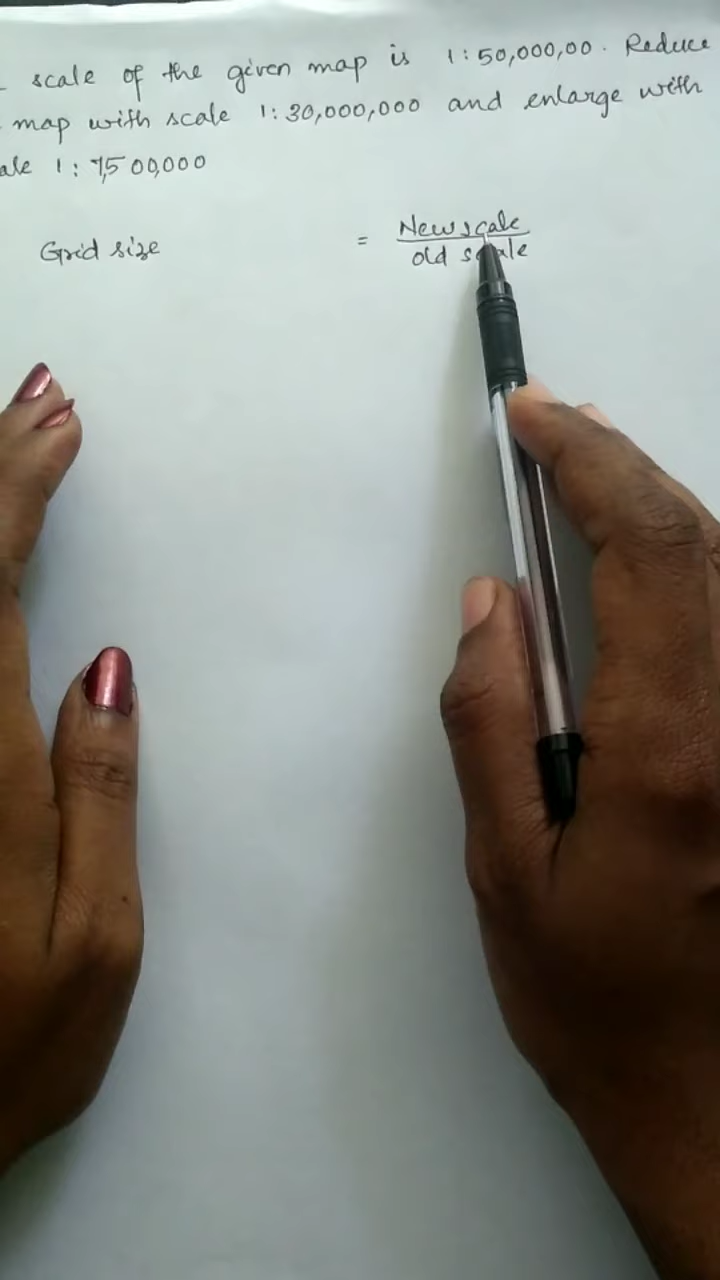 scale of the given map is 1:50,000,00. Reduce
map with scale 1:30,000,000 and enlarge with
ale 1: 7,500,000
Grid size = New scale
old scale